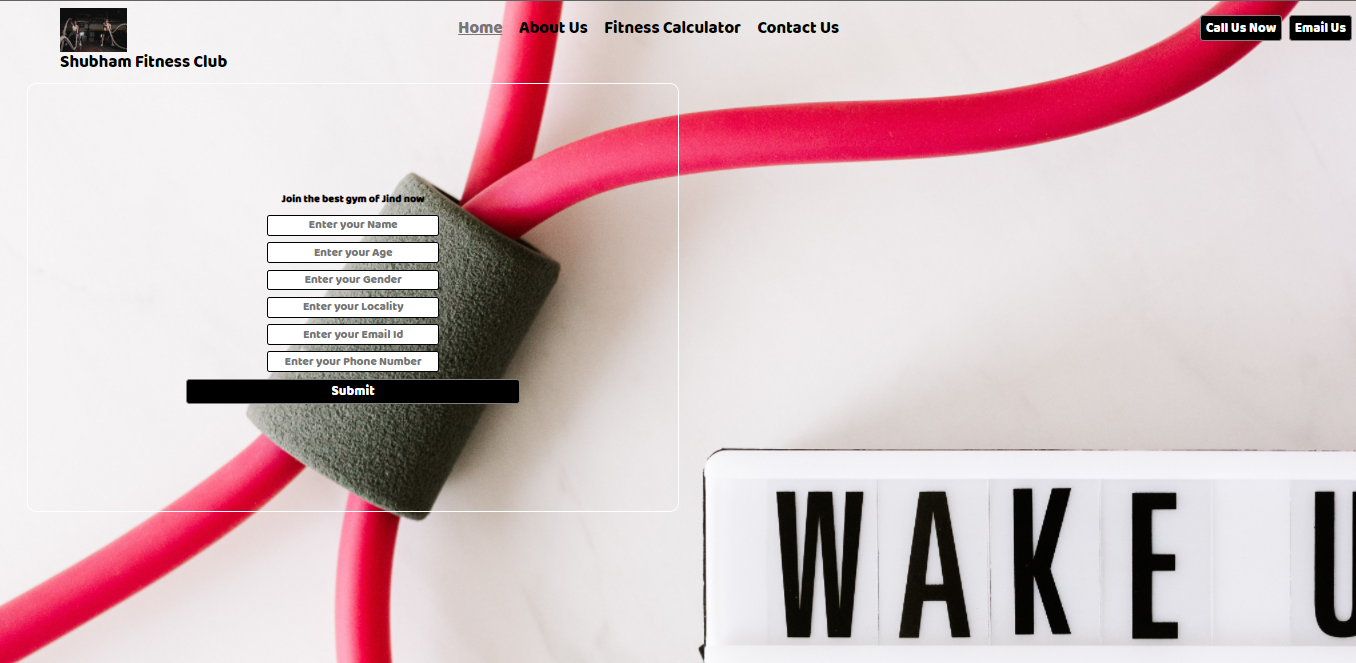 Home About Us Fitness Calculator Contact Us
Call Us Now Email Us
Shubham Fitness Club
Join the best gym of Jind now
Enter your Name
Enter your Age
Enter your Gender
Enter your Locality
Enter your Email Id
Enter your Phone Number
Submit
WAKE U